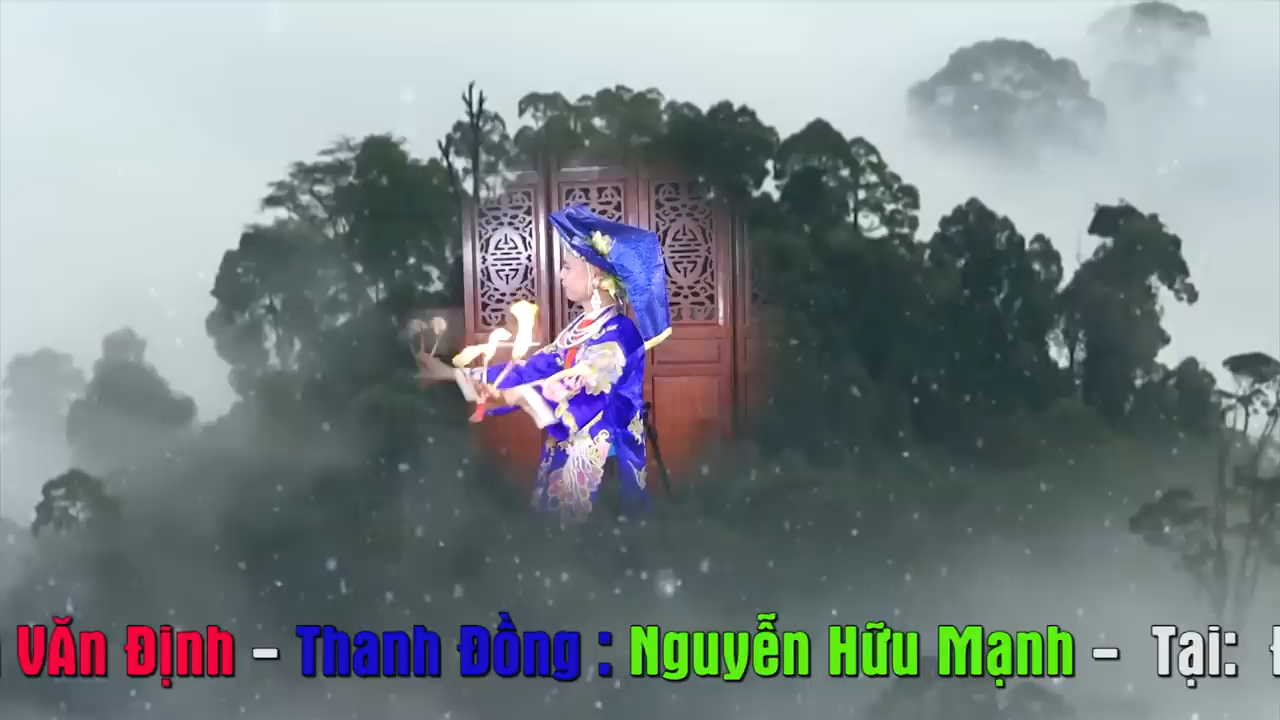 VĂn Định - Thanh Đồng : Nguyễn Hữu Mạnh - Tại: